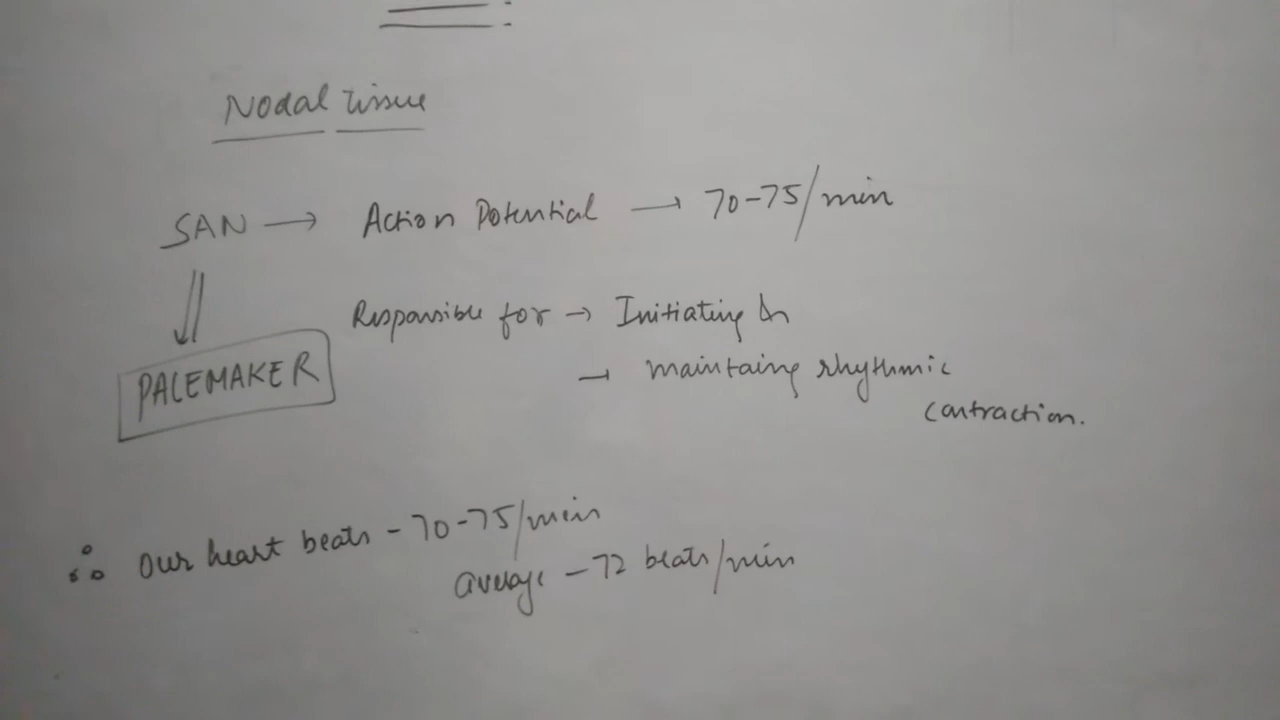 Nodal Tissue
SAN → Action Potential → 70-75/min
Responsible for → Initiating &
→ maintaing rhythmic
contraction.
PACEMAKER
∴ Our heart beats - 70-75/min
average - 72 beats/min